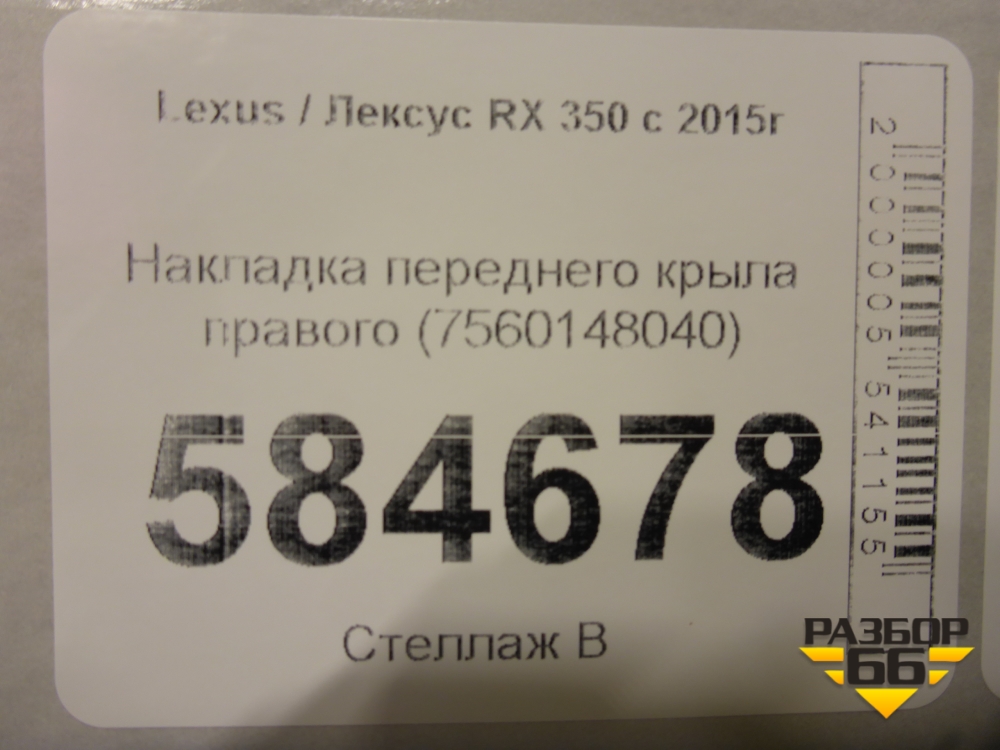 Lexus / Лексус RX 350 с 2015г
Накладка переднего крыла
правого (7560148040)
584678
Стеллаж В
2000005541155
РАЗБОР
66